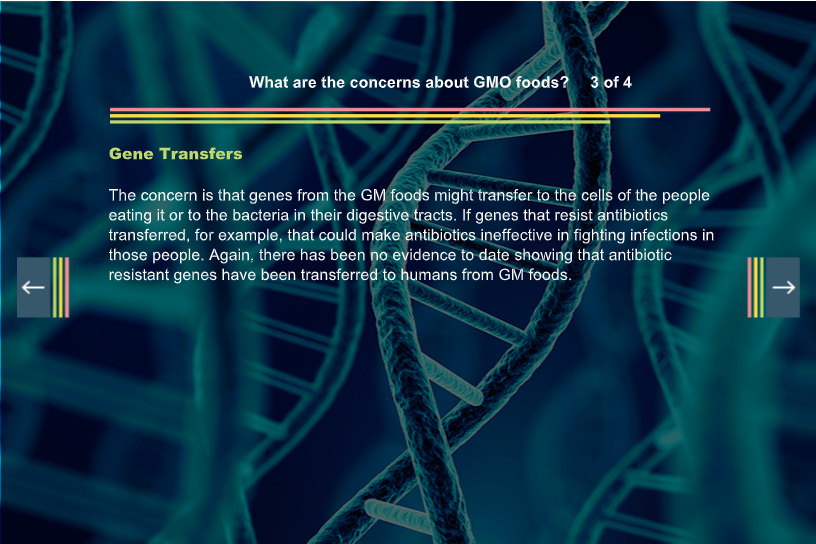 What are the concerns about GMO foods? 3 of 4
Gene Transfers
The concern is that genes from the GM foods might transfer to the cells of the people
eating it or to the bacteria in their digestive tracts. If genes that resist antibiotics
transferred, for example, that could make antibiotics ineffective in fighting infections in
those people. Again, there has been no evidence to date showing that antibiotic
resistant genes have been transferred to humans from GM foods.